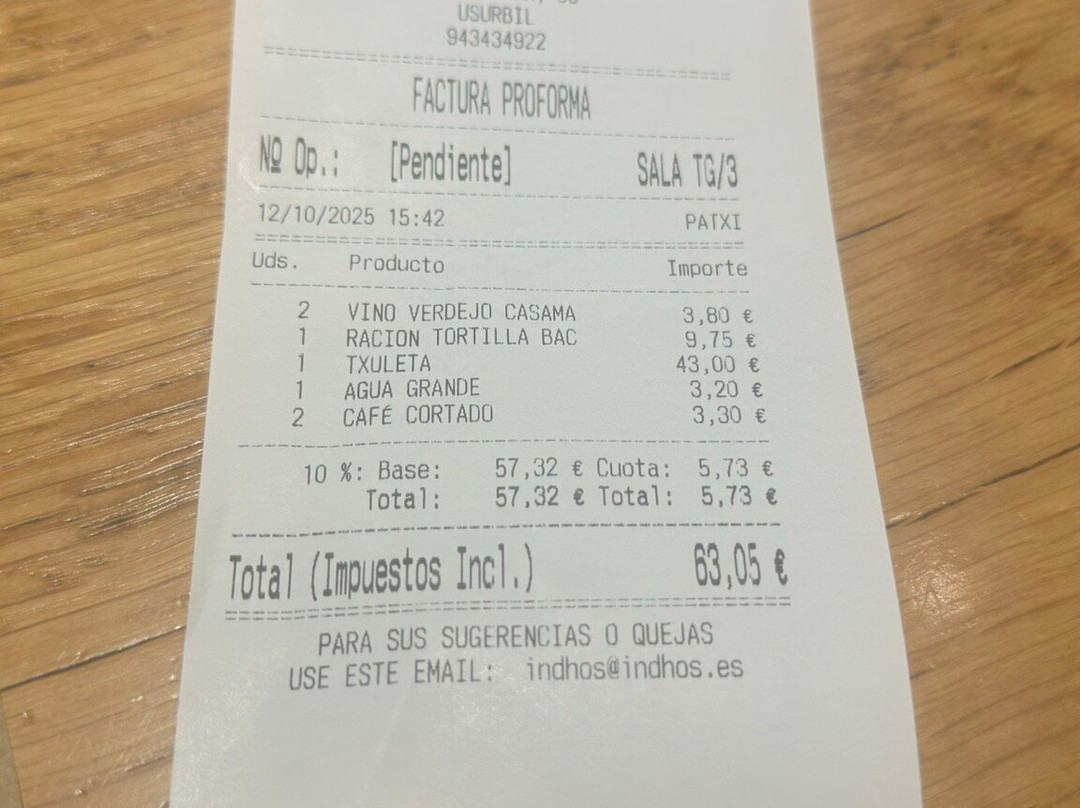 USURBIL
943434922
FACTURA PROFORMA
Nº Op.: [Pendiente] SALA TG/3
12/10/2025 15:42 PATXI
Uds. Producto Importe
2 VINO VERDEJO CASAMA 3,80 €
1 RACION TORTILLA BAC 9,75 €
1 TXULETA 43,00 €
1 AGUA GRANDE 3,20 €
2 CAFÉ CORTADO 3,30 €
10 %: Base: 57,32 € Cuota: 5,73 €
Total: 57,32 € Total: 5,73 €
Total (Impuestos Incl.) 63,05 €
PARA SUS SUGERENCIAS O QUEJAS
USE ESTE EMAIL: indhos@indhos.es